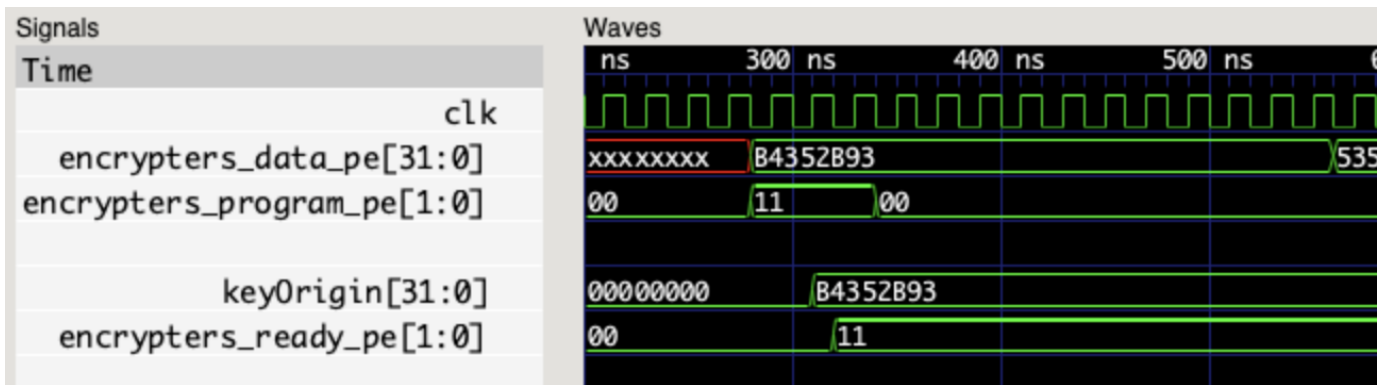 Signals Waves
Time ns 300 ns 400 ns 500 ns
clk
encrypters_data_pe[31:0] xxxxxxxx B4352B93 535
encrypters_program_pe[1:0] 00 11 00
keyOrigin[31:0] 00000000 B4352B93
encrypters_ready_pe[1:0] 00 11